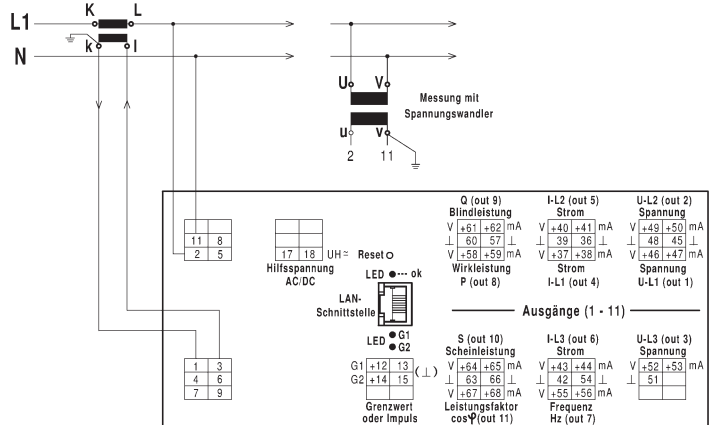 K L
L1
k l
N
U V
Messung mit
Spannungswandler
u v
2 11
11 8
2 5
17 18 UH≃
Hilfsspannung
AC/DC
Reset
LED --- ok
LAN-
Schnittstelle
LED G1
G2
G1 +12 13 (⊥)
G2 +14 15
Grenzwert
oder Impuls
1 3
4 6
7 9
Q (out 9)
Blindleistung
V +61 +62 mA
⊥ 60 57 ⊥
V +58 +59 mA
Wirkleistung
P (out 8)
I-L2 (out 5)
Strom
V +40 +41 mA
⊥ 39 36 ⊥
V +37 +38 mA
Strom
I-L1 (out 4)
U-L2 (out 2)
Spannung
V +49 +50 mA
⊥ 48 45 ⊥
V +46 +47 mA
Spannung
U-L1 (out 1)
Ausgänge (1 - 11)
S (out 10)
Scheinleistung
V +64 +65 mA
⊥ 63 66 ⊥
V +67 +68 mA
Leistungsfaktor
cosφ(out 11)
I-L3 (out 6)
Strom
V +43 +44 mA
⊥ 42 54 ⊥
V +55 +56 mA
Frequenz
Hz (out 7)
U-L3 (out 3)
Spannung
V +52 +53 mA
⊥ 51